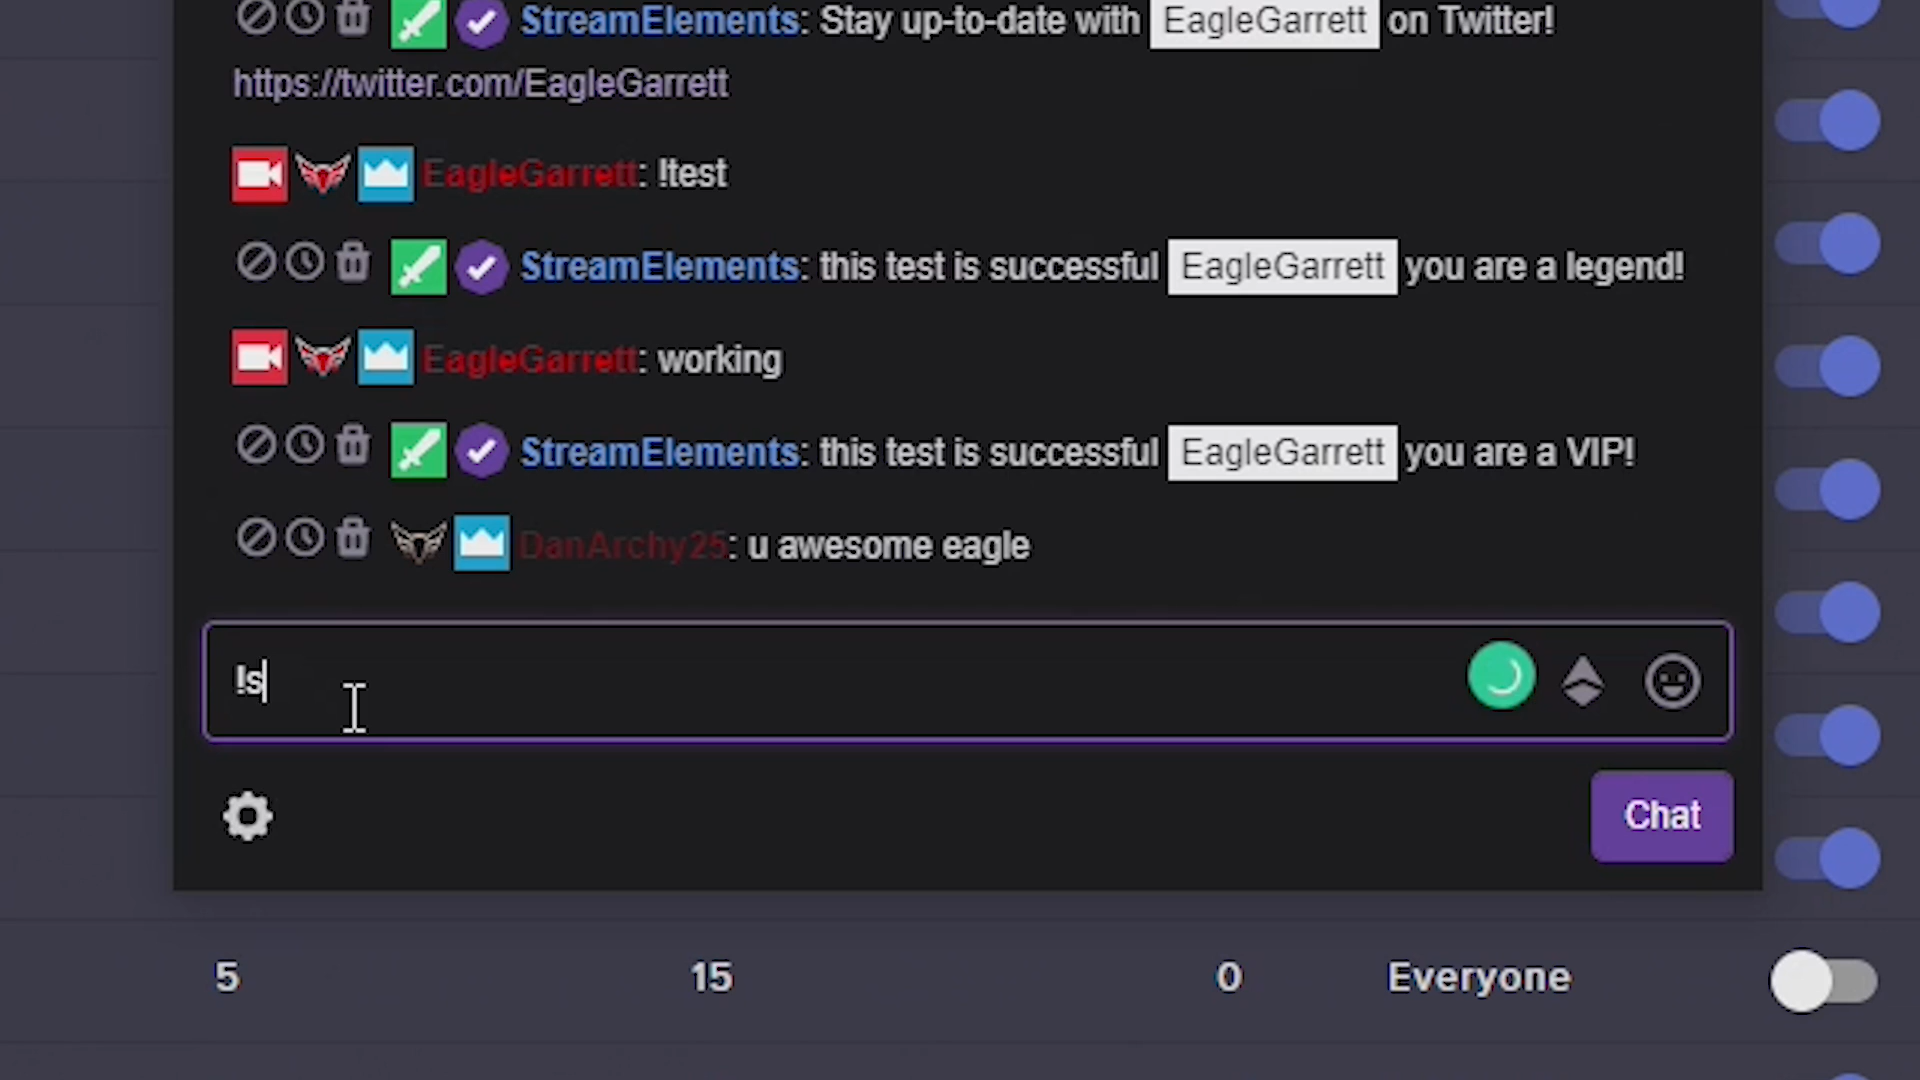 StreamElements: Stay up-to-date with EagleGarrett on Twitter!
https://twitter.com/EagleGarrett
EagleGarrett: !test
StreamElements: this test is successful EagleGarrett you are a legend!
EagleGarrett: working
StreamElements: this test is successful EagleGarrett you are a VIP!
DanArchy25: u awesome eagle
!s
Chat
5 15 0 Everyone